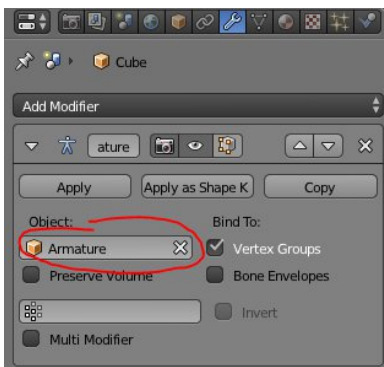 Cube
Add Modifier
ature
Apply Apply as Shape K Copy
Object: Bind To:
Armature Vertex Groups
Preserve Volume Bone Envelopes
Invert
Multi Modifier